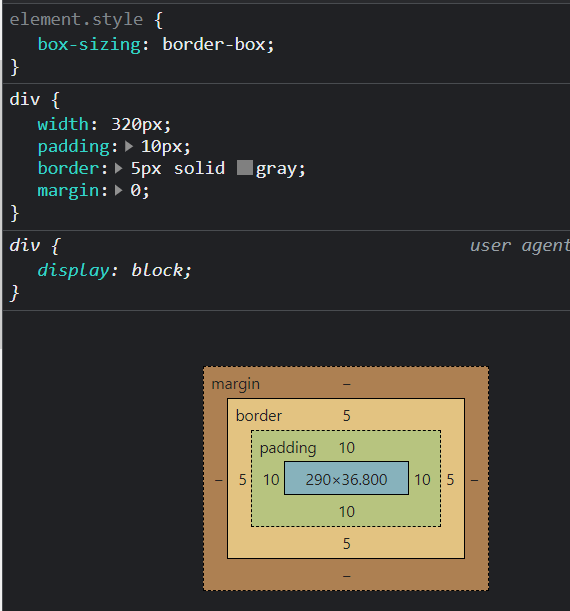 element.style {
box-sizing: border-box;
}
div {
width: 320px;
padding: 10px;
border: 5px solid gray;
margin: 0;
}
div {
user agent
display: block;
}
margin –
border 5
padding 10
– 5 10 290×36.800 10 5 –
10
5
–